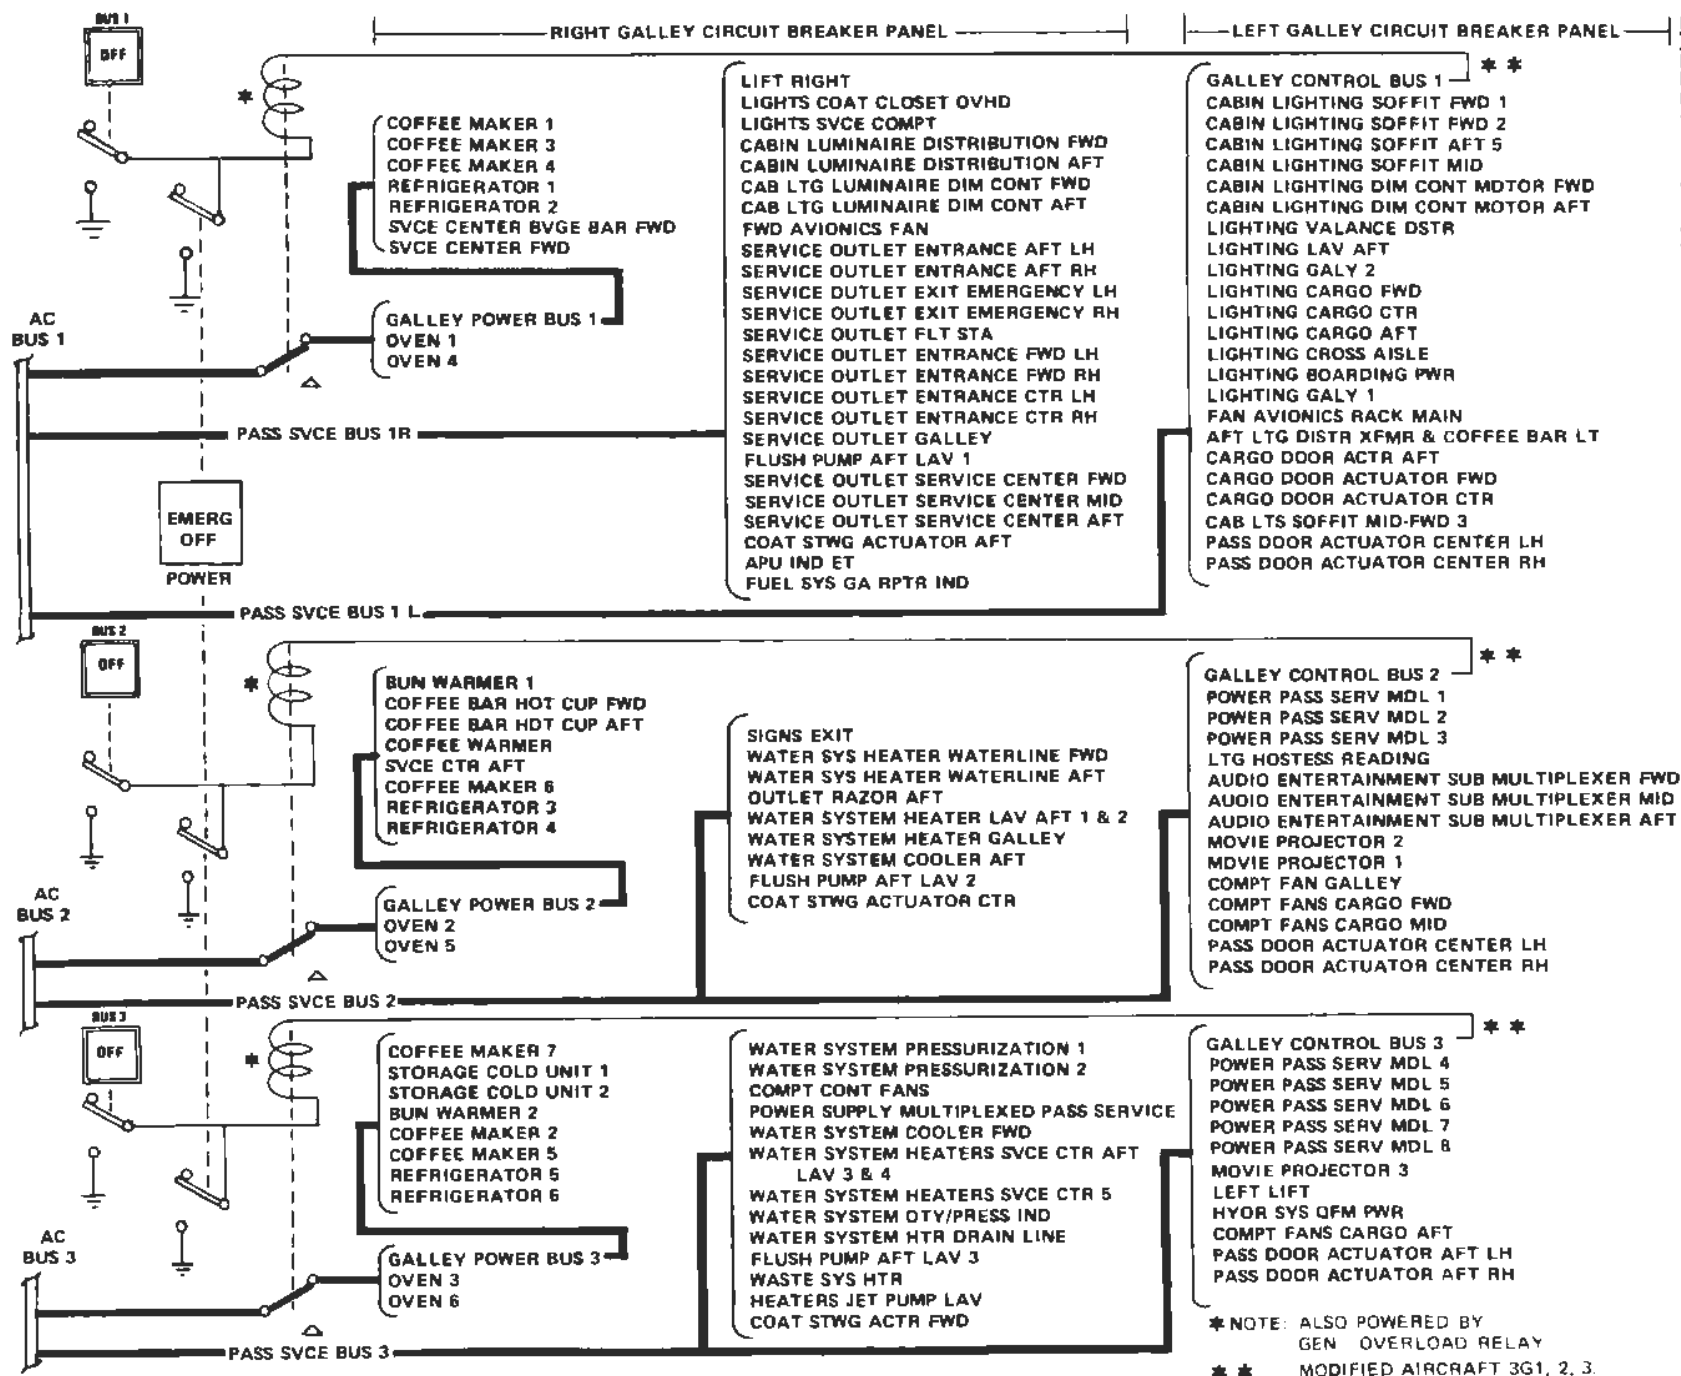 RIGHT GALLEY CIRCUIT BREAKER PANEL
LEFT GALLEY CIRCUIT BREAKER PANEL
BUS 1
OFF
*
COFFEE MAKER 1
COFFEE MAKER 3
COFFEE MAKER 4
REFRIGERATOR 1
REFRIGERATOR 2
SVCE CENTER BVGE BAR FWD
SVCE CENTER FWD
GALLEY POWER BUS 1
OVEN 1
OVEN 4
AC
BUS 1
PASS SVCE BUS 1R
LIFT RIGHT
LIGHTS COAT CLOSET OVHD
LIGHTS SVCE COMPT
CABIN LUMINAIRE DISTRIBUTION FWD
CABIN LUMINAIRE DISTRIBUTION AFT
CAB LTG LUMINAIRE DIM CONT FWD
CAB LTG LUMINAIRE DIM CONT AFT
FWD AVIONICS FAN
SERVICE OUTLET ENTRANCE AFT LH
SERVICE OUTLET ENTRANCE AFT RH
SERVICE OUTLET EXIT EMERGENCY LH
SERVICE OUTLET EXIT EMERGENCY RH
SERVICE OUTLET FLT STA
SERVICE OUTLET ENTRANCE FWD LH
SERVICE OUTLET ENTRANCE FWD RH
SERVICE OUTLET ENTRANCE CTR LH
SERVICE OUTLET ENTRANCE CTR RH
SERVICE OUTLET GALLEY
FLUSH PUMP AFT LAV 1
SERVICE OUTLET SERVICE CENTER FWD
SERVICE OUTLET SERVICE CENTER MID
SERVICE OUTLET SERVICE CENTER AFT
COAT STWG ACTUATOR AFT
APU IND ET
FUEL SYS GA RPTR IND
* *
GALLEY CONTROL BUS 1
CABIN LIGHTING SOFFIT FWD 1
CABIN LIGHTING SOFFIT FWD 2
CABIN LIGHTING SOFFIT AFT 5
CABIN LIGHTING SOFFIT MID
CABIN LIGHTING DIM CONT MOTOR FWD
CABIN LIGHTING DIM CONT MOTOR AFT
LIGHTING VALANCE DSTR
LIGHTING LAV AFT
LIGHTING GALY 2
LIGHTING CARGO FWD
LIGHTING CARGO CTR
LIGHTING CARGO AFT
LIGHTING CROSS AISLE
LIGHTING BOARDING PWR
LIGHTING GALY 1
FAN AVIONICS RACK MAIN
AFT LTG DISTR XFMR & COFFEE BAR LT
CARGO DOOR ACTR AFT
CARGO DOOR ACTUATOR FWD
CARGO DOOR ACTUATOR CTR
CAB LTS SOFFIT MID-FWD 3
PASS DOOR ACTUATOR CENTER LH
PASS DOOR ACTUATOR CENTER RH
EMERG
OFF
POWER
PASS SVCE BUS 1 L
BUS 2
OFF
*
BUN WARMER 1
COFFEE BAR HOT CUP FWD
COFFEE BAR HOT CUP AFT
COFFEE WARMER
SVCE CTR AFT
COFFEE MAKER 6
REFRIGERATOR 3
REFRIGERATOR 4
GALLEY POWER BUS 2
OVEN 2
OVEN 5
AC
BUS 2
PASS SVCE BUS 2
SIGNS EXIT
WATER SYS HEATER WATERLINE FWD
WATER SYS HEATER WATERLINE AFT
OUTLET RAZOR AFT
WATER SYSTEM HEATER LAV AFT 1 & 2
WATER SYSTEM HEATER GALLEY
WATER SYSTEM COOLER AFT
FLUSH PUMP AFT LAV 2
COAT STWG ACTUATOR CTR
* *
GALLEY CONTROL BUS 2
POWER PASS SERV MDL 1
POWER PASS SERV MDL 2
POWER PASS SERV MDL 3
LTG HOSTESS READING
AUDIO ENTERTAINMENT SUB MULTIPLEXER FWD
AUDIO ENTERTAINMENT SUB MULTIPLEXER MID
AUDIO ENTERTAINMENT SUB MULTIPLEXER AFT
MOVIE PROJECTOR 2
MOVIE PROJECTOR 1
COMPT FAN GALLEY
COMPT FANS CARGO FWD
COMPT FANS CARGO MID
PASS DOOR ACTUATOR CENTER LH
PASS DOOR ACTUATOR CENTER RH
BUS 3
OFF
*
COFFEE MAKER 7
STORAGE COLD UNIT 1
STORAGE COLD UNIT 2
BUN WARMER 2
COFFEE MAKER 2
COFFEE MAKER 5
REFRIGERATOR 5
REFRIGERATOR 6
GALLEY POWER BUS 3
OVEN 3
OVEN 6
AC
BUS 3
PASS SVCE BUS 3
WATER SYSTEM PRESSURIZATION 1
WATER SYSTEM PRESSURIZATION 2
COMPT CONT FANS
POWER SUPPLY MULTIPLEXED PASS SERVICE
WATER SYSTEM COOLER FWD
WATER SYSTEM HEATERS SVCE CTR AFT
LAV 3 & 4
WATER SYSTEM HEATERS SVCE CTR 5
WATER SYSTEM QTY/PRESS IND
WATER SYSTEM HTR DRAIN LINE
FLUSH PUMP AFT LAV 3
WASTE SYS HTR
HEATERS JET PUMP LAV
COAT STWG ACTR FWD
* *
GALLEY CONTROL BUS 3
POWER PASS SERV MDL 4
POWER PASS SERV MDL 5
POWER PASS SERV MDL 6
POWER PASS SERV MDL 7
POWER PASS SERV MDL 8
MOVIE PROJECTOR 3
LEFT LIFT
HYDR SYS QFM PWR
COMPT FANS CARGO AFT
PASS DOOR ACTUATOR AFT LH
PASS DOOR ACTUATOR AFT RH
* NOTE: ALSO POWERED BY
GEN OVERLOAD RELAY
* * MODIFIED AIRCRAFT 3G1, 2, 3.